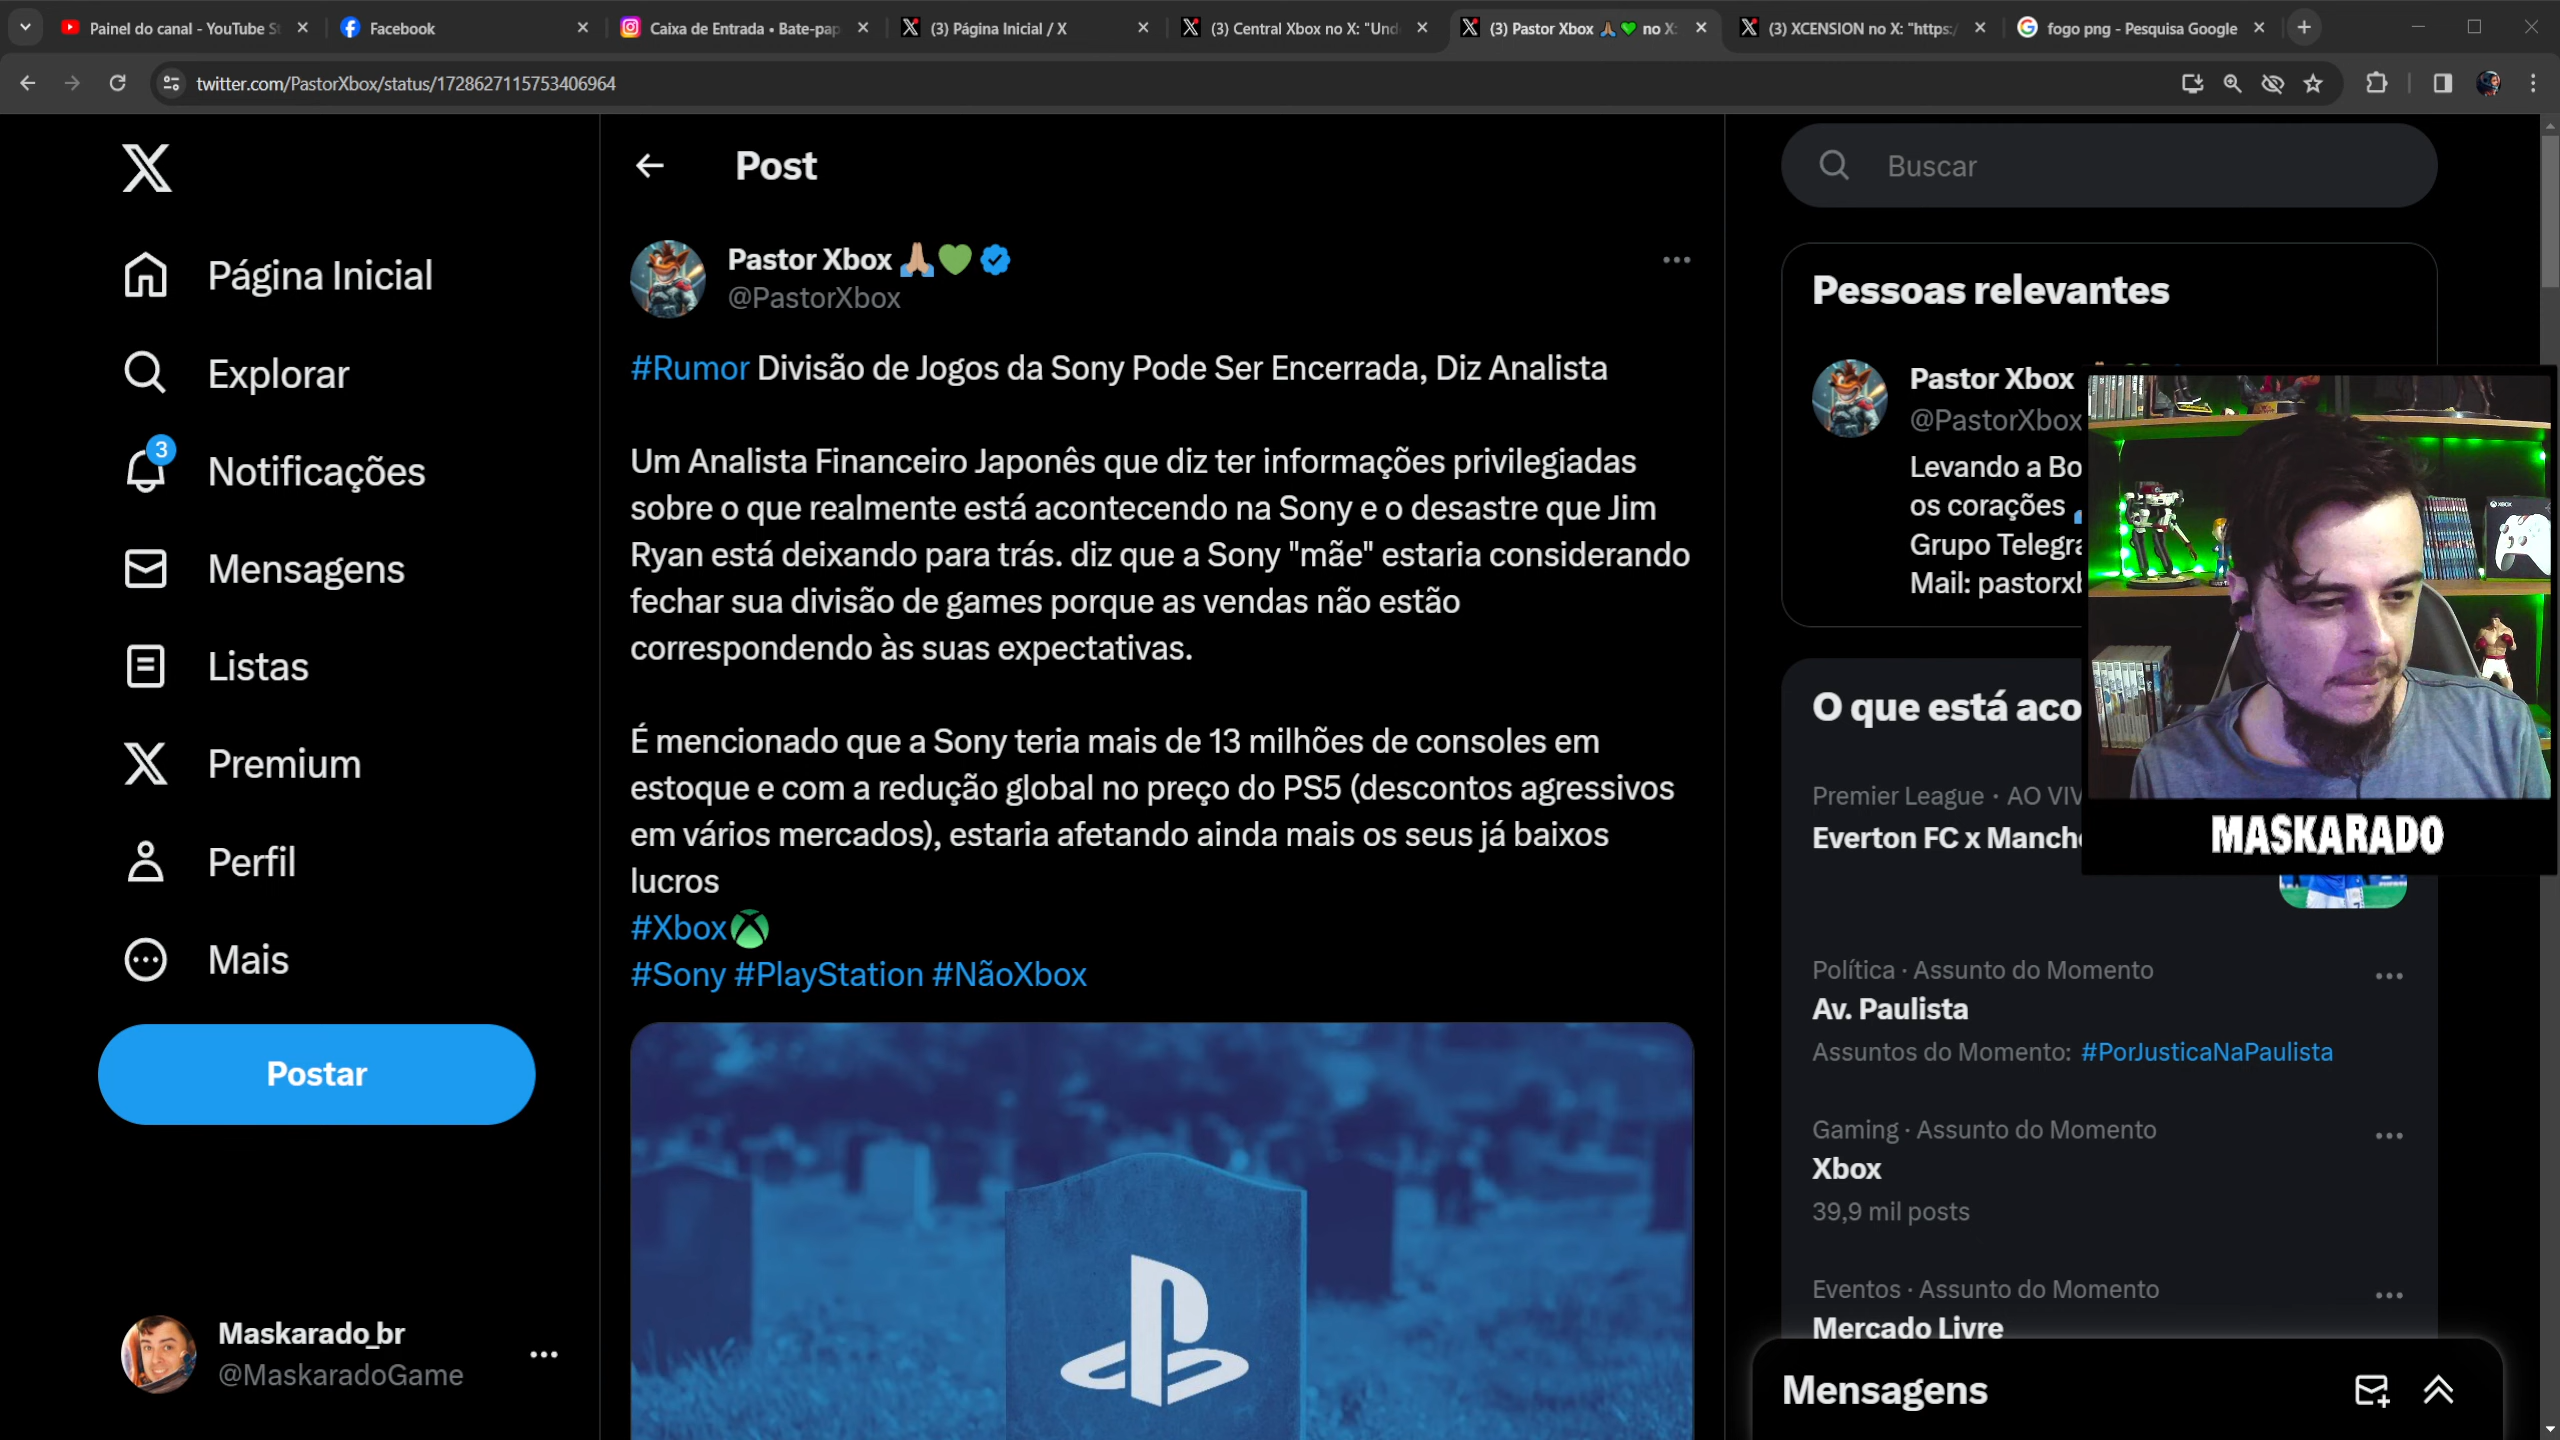 Painel do canal - YouTube S
Facebook
Caixa de Entrada • Bate-pap
(3) Página Inicial / X
(3) Central Xbox no X: "Und
(3) Pastor Xbox 🙏🏼 💚 no X:
(3) XCENSION no X: "https:/
fogo png - Pesquisa Google
twitter.com/PastorXbox/status/1728627115753406964
Página Inicial
Explorar
3
Notificações
Mensagens
Listas
Premium
Perfil
Mais
Postar
Maskarado_br
@MaskaradoGame
Post
Pastor Xbox 🙏🏼💚
@PastorXbox
#Rumor Divisão de Jogos da Sony Pode Ser Encerrada, Diz Analista
Um Analista Financeiro Japonês que diz ter informações privilegiadas
sobre o que realmente está acontecendo na Sony e o desastre que Jim
Ryan está deixando para trás. diz que a Sony "mãe" estaria considerando
fechar sua divisão de games porque as vendas não estão
correspondendo às suas expectativas.
É mencionado que a Sony teria mais de 13 milhões de consoles em
estoque e com a redução global no preço do PS5 (descontos agressivos
em vários mercados), estaria afetando ainda mais os seus já baixos
lucros
#Xbox
#Sony #PlayStation #NãoXbox
Buscar
Pessoas relevantes
Pastor Xbox
@PastorXbox
Levando a Bo
os corações
Grupo Telegra
Mail: pastorxb
MASKARADO
O que está aco
Premier League · AO VIV
Everton FC x Manche
Política · Assunto do Momento
Av. Paulista
Assuntos do Momento: #PorJusticaNaPaulista
Gaming · Assunto do Momento
Xbox
39,9 mil posts
Eventos · Assunto do Momento
Mercado Livre
Mensagens